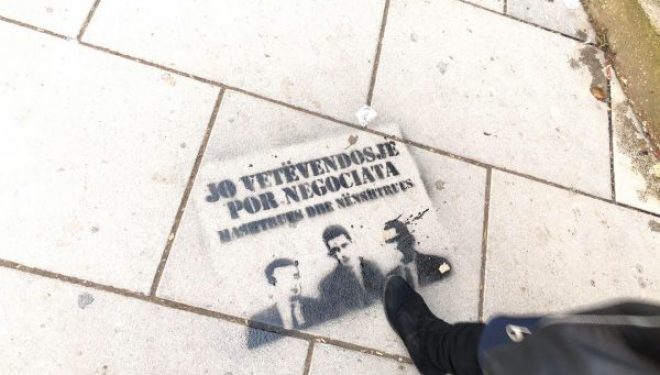 JO VETËVENDOSJE
POR NEGOCIATA
MASHTRUES DHE NËNSHTRUES